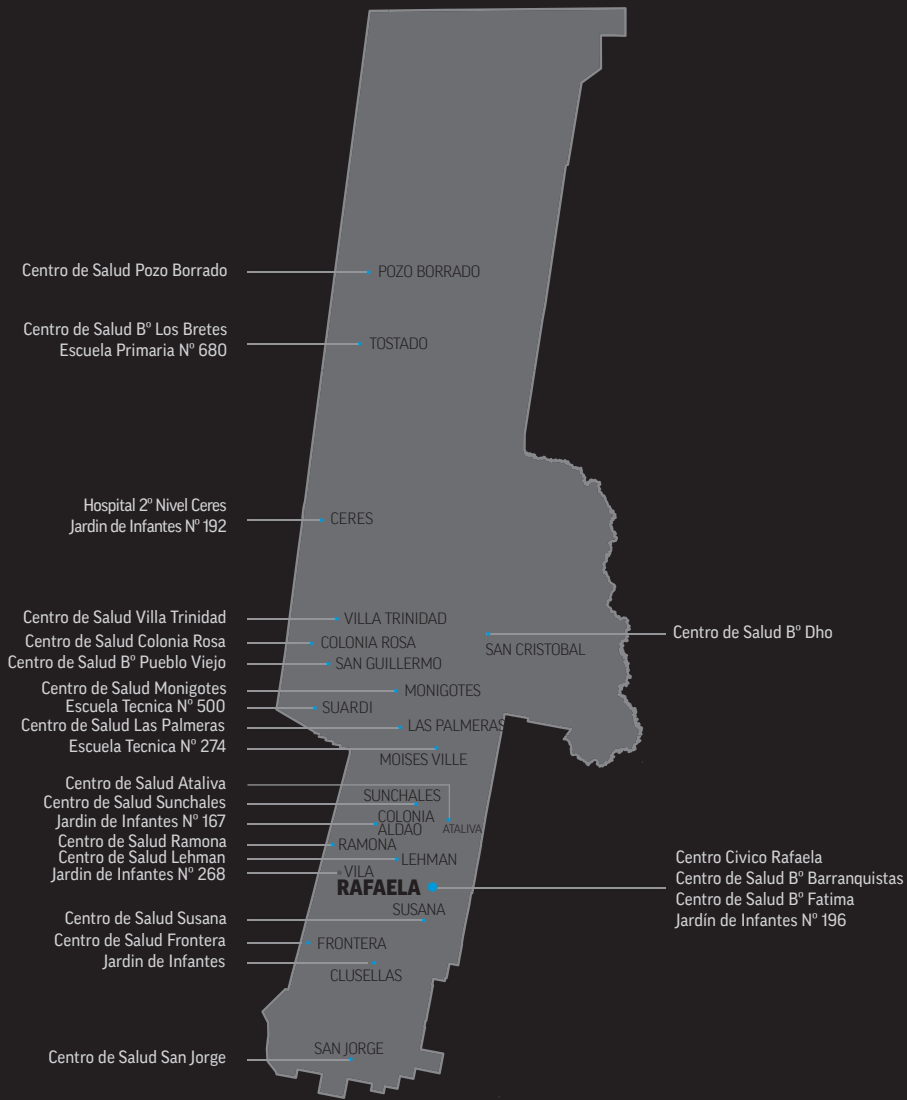 Centro de Salud Pozo Borrado
POZO BORRADO
Centro de Salud Bº Los Bretes
Escuela Primaria Nº 680
TOSTADO
Hospital 2º Nivel Ceres
Jardin de Infantes Nº 192
CERES
Centro de Salud Villa Trinidad
VILLA TRINIDAD
Centro de Salud Bº Dho
SAN CRISTOBAL
Centro de Salud Colonia Rosa
COLONIA ROSA
Centro de Salud Bº Pueblo Viejo
SAN GUILLERMO
Centro de Salud Monigotes
MONIGOTES
Escuela Tecnica Nº 500
SUARDI
Centro de Salud Las Palmeras
LAS PALMERAS
Escuela Tecnica Nº 274
MOISES VILLE
Centro de Salud Ataliva
ATALIVA
Centro de Salud Sunchales
SUNCHALES
Jardin de Infantes Nº 167
COLONIA
ALDAO
Centro de Salud Ramona
RAMONA
Centro de Salud Lehman
LEHMAN
Jardin de Infantes Nº 268
VILA
RAFAELA
Centro Civico Rafaela
Centro de Salud Bº Barranquistas
Centro de Salud Bº Fatima
Jardín de Infantes Nº 196
Centro de Salud Susana
SUSANA
Centro de Salud Frontera
FRONTERA
Jardin de Infantes
CLUSELLAS
Centro de Salud San Jorge
SAN JORGE